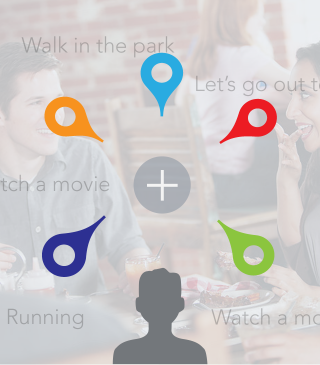 Walk in the park
Let's go out to
tch a movie
Running
Watch a mo